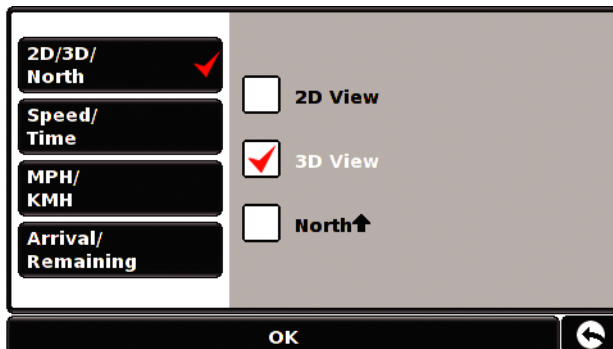 2D/3D/
North
Speed/
Time
MPH/
KMH
Arrival/
Remaining
2D View
3D View
North⬆
OK